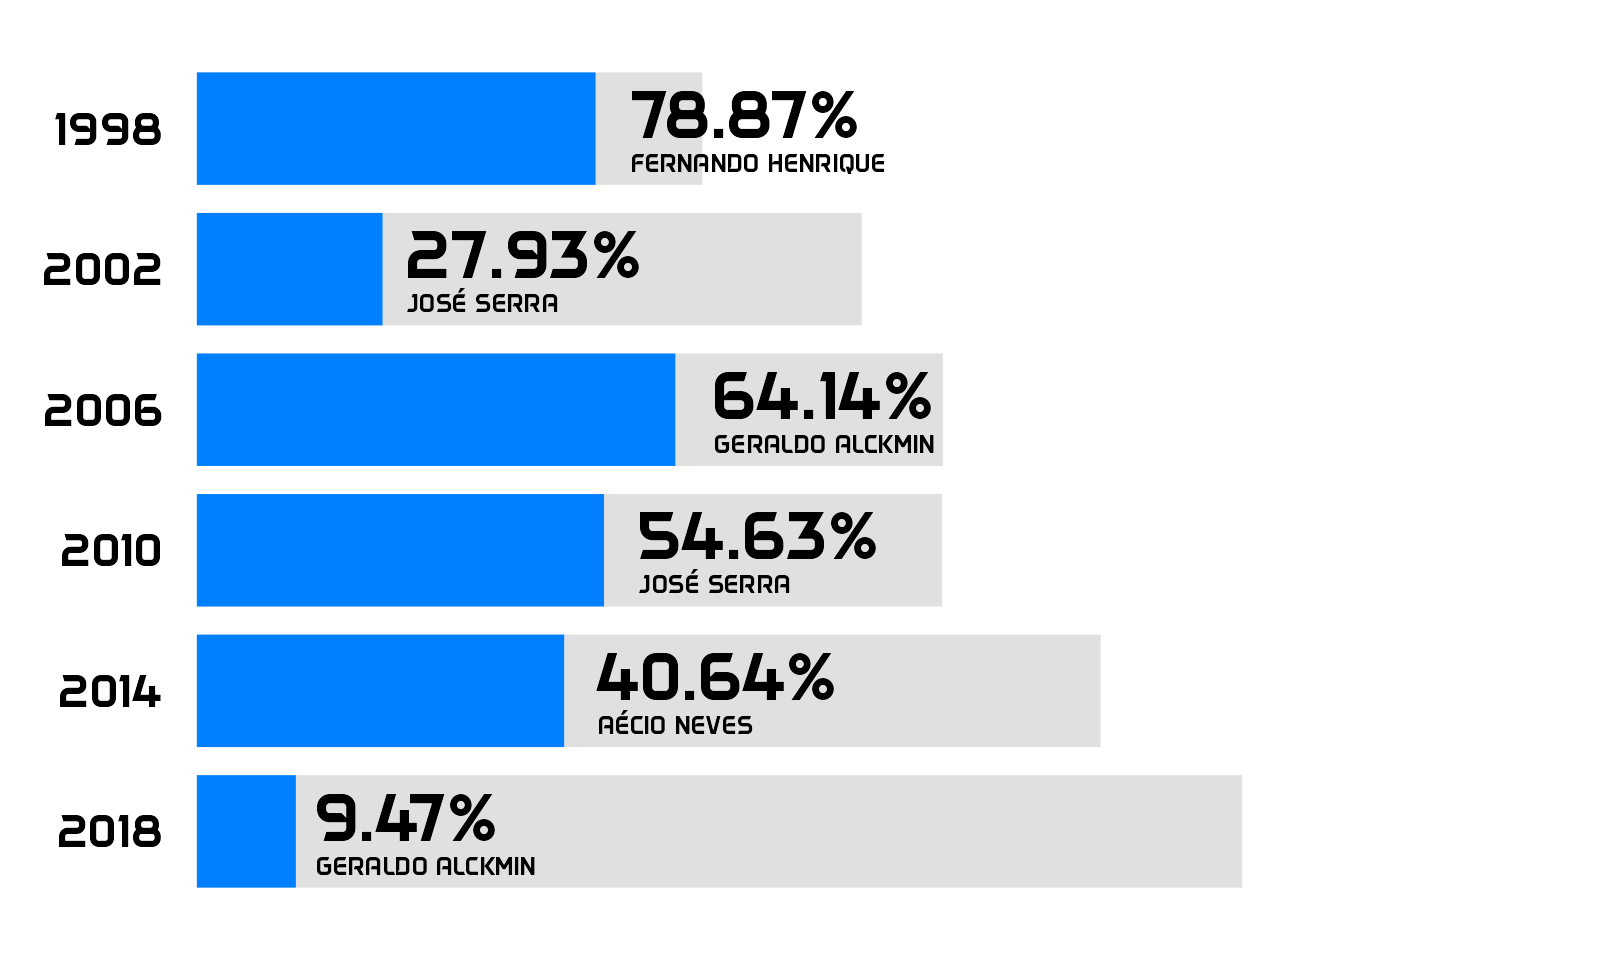 1998
78.87%
FERNANDO HENRIQUE
2002
27.93%
JOSÉ SERRA
2006
64.14%
GERALDO ALCKMIN
2010
54.63%
JOSÉ SERRA
2014
40.64%
AÉCIO NEVES
2018
9.47%
GERALDO ALCKMIN